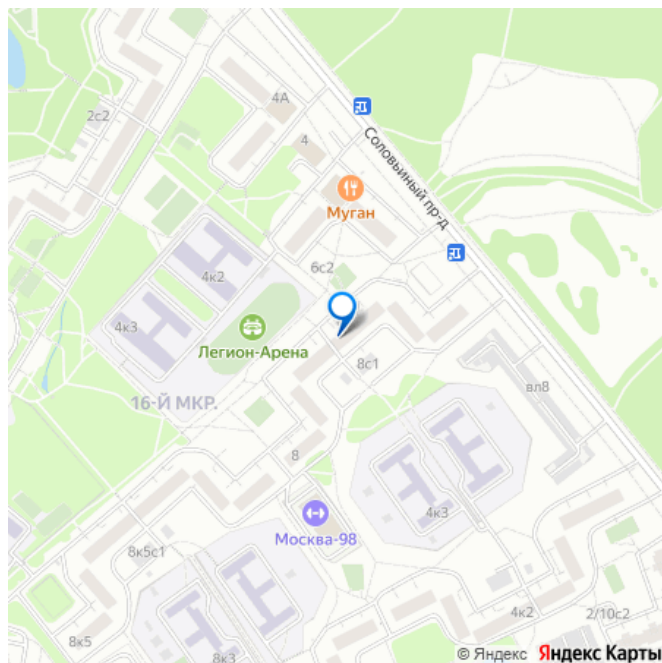 4А
2с2
4
Соловьиный пр-д
Муган
6с2
4к2
4к3
Легион-Арена
8с1
вл8
16-Й МКР.
8
4к3
Москва-98
8к5с1
4к2
2/10с2
8к5
8к3
© Яндекс Яндекс Карты